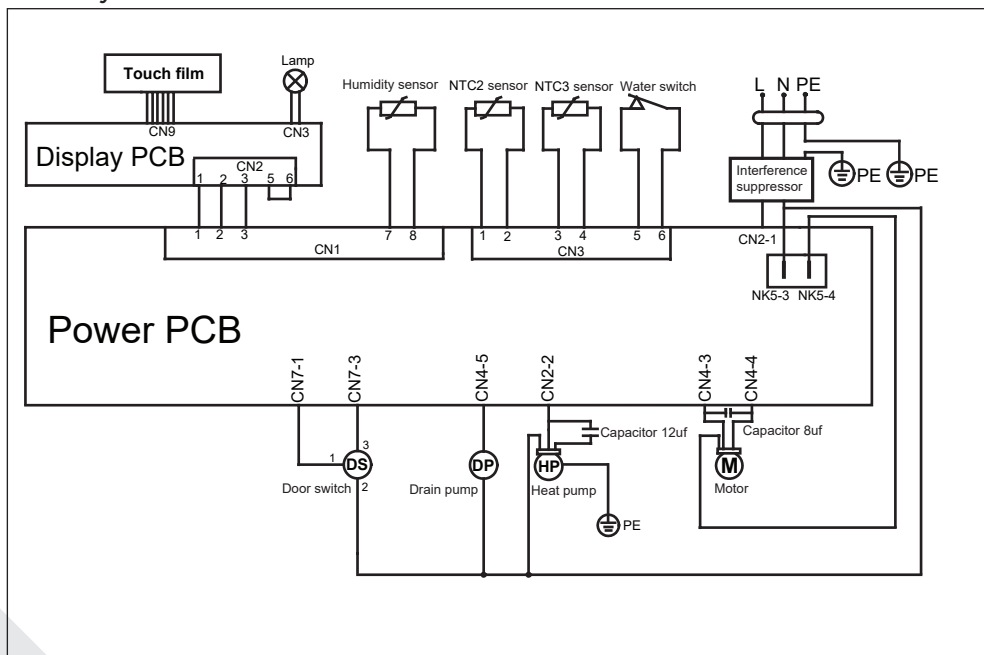 Touch film
Lamp
Humidity sensor
NTC2 sensor
NTC3 sensor
Water switch
L N PE
CN9
CN3
Display PCB
CN2
1 2 3 5 6
Interference
suppressor
PE
PE
1 2 3
7 8
CN1
1 2 3 4 5 6
CN3
CN2-1
NK5-3 NK5-4
Power PCB
CN7-1
CN7-3
CN4-5
CN2-2
CN4-3
CN4-4
3
1
DS
2
Door switch
DP
Drain pump
Capacitor 12uf
HP
Heat pump
PE
Capacitor 8uf
M
Motor